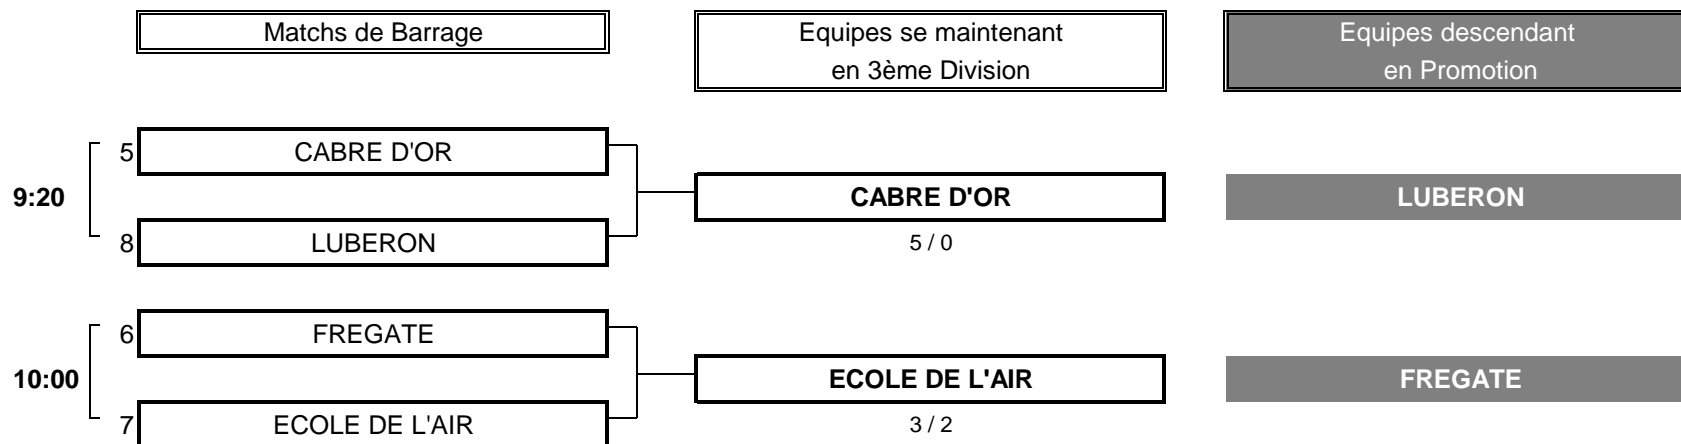 Matchs de Barrage
Equipes se maintenant
en 3ème Division
Equipes descendant
en Promotion
5 CABRE D'OR
9:20
CABRE D'OR
LUBERON
8 LUBERON
5 / 0
6 FREGATE
10:00
ECOLE DE L'AIR
FREGATE
7 ECOLE DE L'AIR
3 / 2